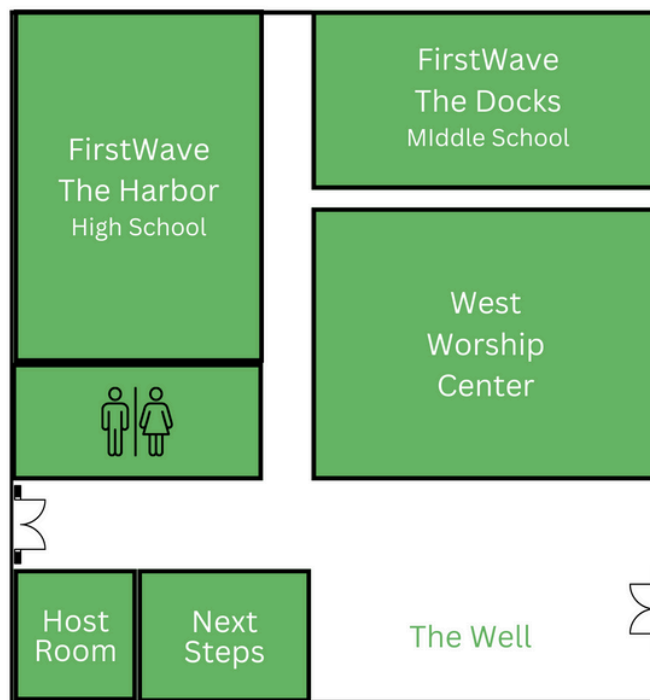 FirstWave
The Harbor
High School
FirstWave
The Docks
MIddle School
West
Worship
Center
Host
Room
Next
Steps
The Well